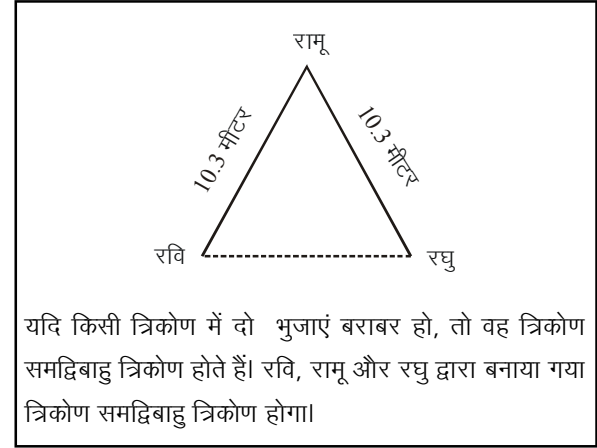 रामू
10.3 मीटर
10.3 मीटर
रवि
रघु
यदि किसी त्रिकोण में दो भुजाएं बराबर हो, तो वह त्रिकोण
समद्विबाहु त्रिकोण होते हैं। रवि, रामू और रघु द्वारा बनाया गया
त्रिकोण समद्विबाहु त्रिकोण होगा।